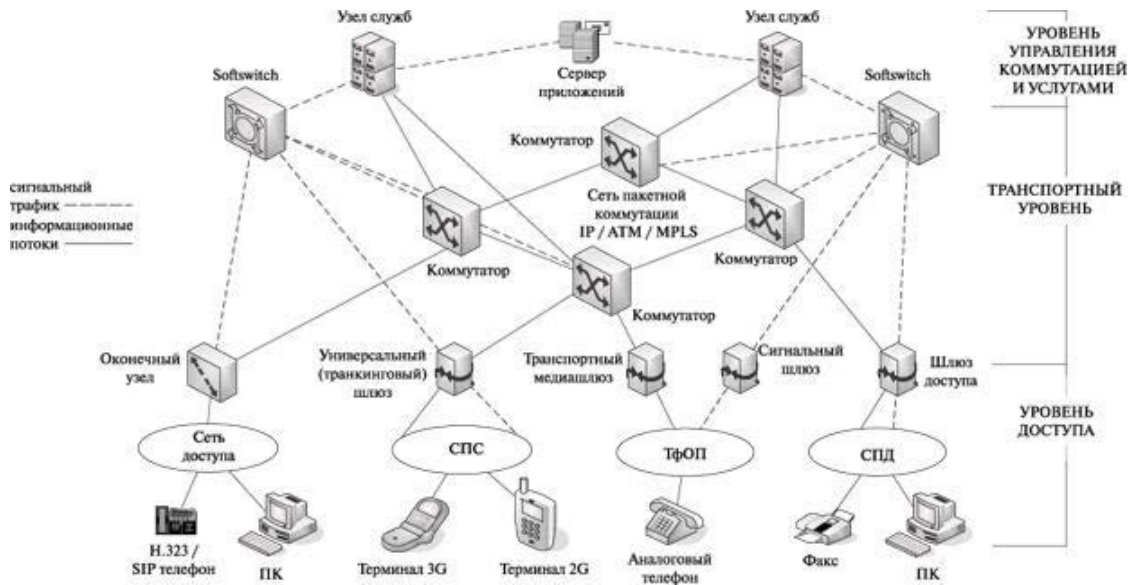 Узел служб
Узел служб
УРОВЕНЬ
УПРАВЛЕНИЯ
КОММУТАЦИЕЙ
И УСЛУГАМИ
Softswitch
Сервер
приложений
Softswitch
Коммутатор
сигнальный
трафик
информационные
потоки
Сеть пакетной
коммутации
IP / ATM / MPLS
ТРАНСПОРТНЫЙ
УРОВЕНЬ
Коммутатор
Коммутатор
Коммутатор
Оконечный
узел
Универсальный
(транкинговый)
шлюз
Транспортный
медиашлюз
Сигнальный
шлюз
Шлюз
доступа
УРОВЕНЬ
ДОСТУПА
Сеть
доступа
СПС
ТфОП
СПД
H.323 /
SIP телефон
ПК
Терминал 3G
Терминал 2G
Аналоговый
телефон
Факс
ПК